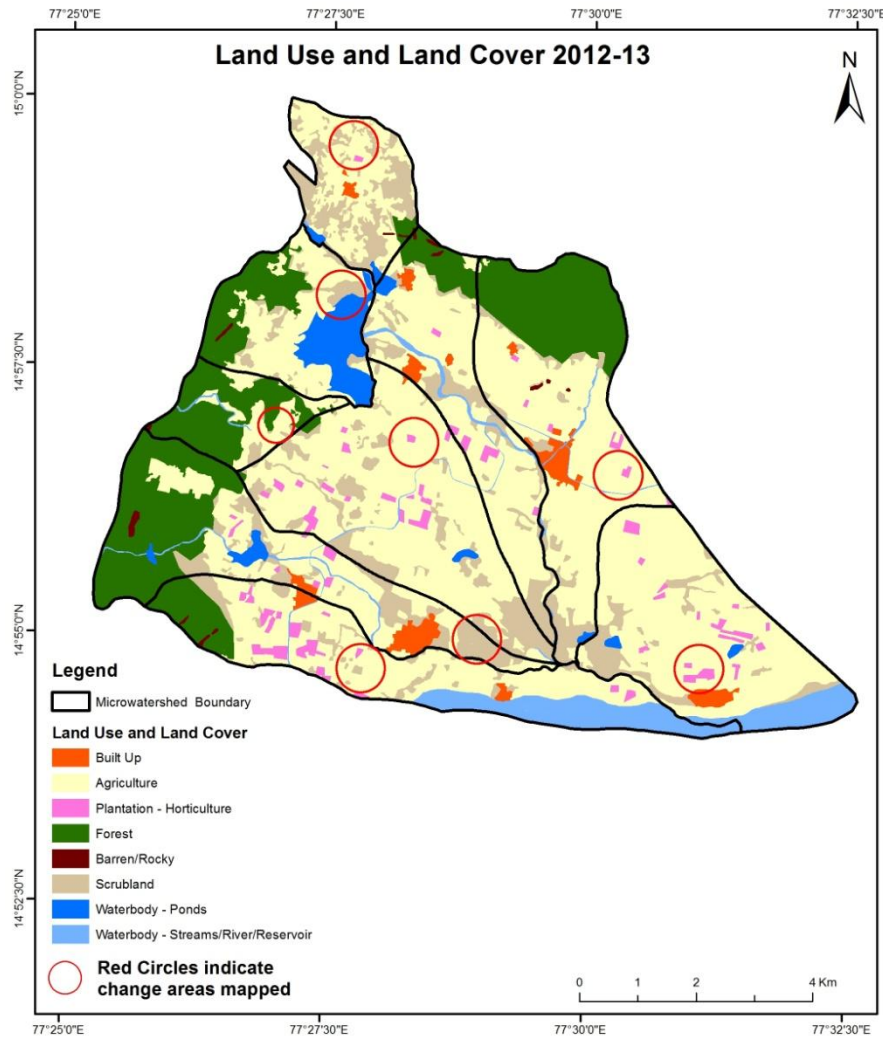 77°25'0"E 77°27'30"E 77°30'0"E 77°32'30"E
Land Use and Land Cover 2012-13
N
15°0'0"N
14°57'30"N
14°55'0"N
14°52'30"N
Legend
Microwatershed Boundary
Land Use and Land Cover
Built Up
Agriculture
Plantation - Horticulture
Forest
Barren/Rocky
Scrubland
Waterbody - Ponds
Waterbody - Streams/River/Reservoir
Red Circles indicate
change areas mapped
0 1 2 4 Km
77°25'0"E 77°27'30"E 77°30'0"E 77°32'30"E